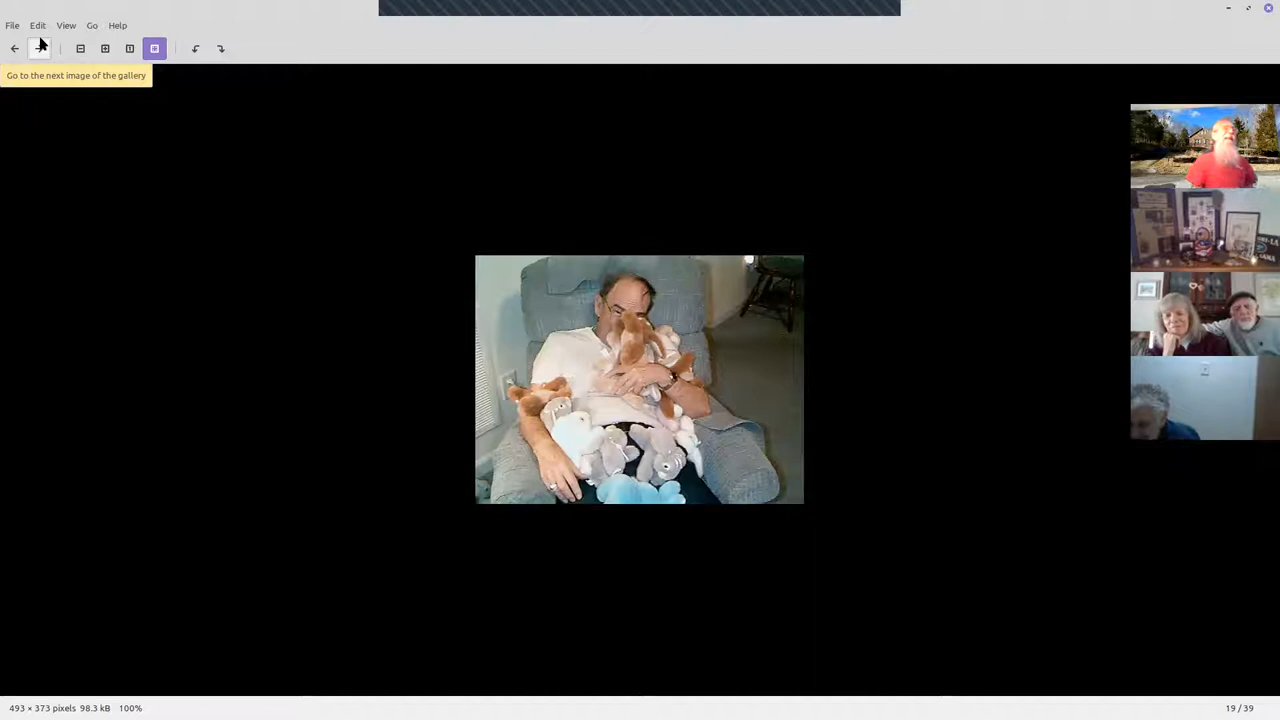 File Edit View Go Help
Go to the next image of the gallery
493 × 373 pixels 98.3 kB 100%
19 / 39